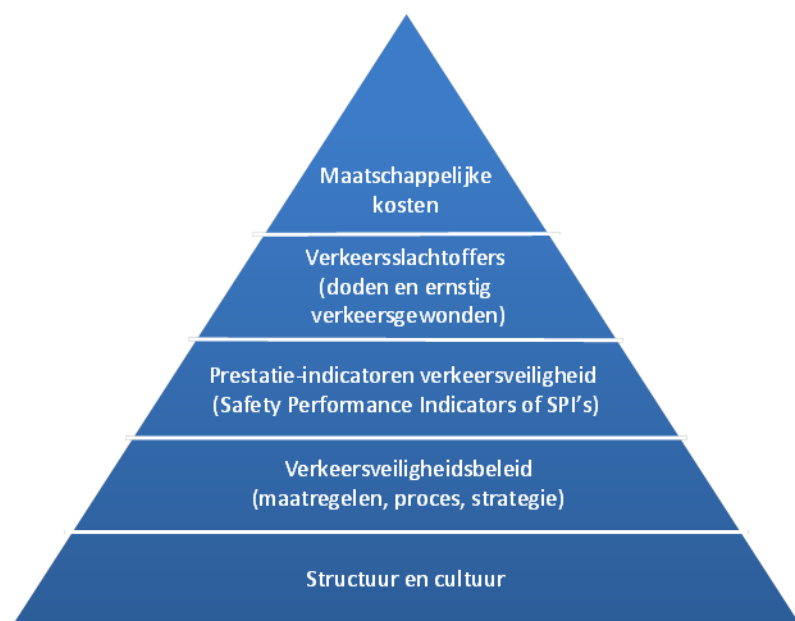 Maatschappelijke
kosten
Verkeersslachtoffers
(doden en ernstig
verkeersgewonden)
Prestatie-indicatoren verkeersveiligheid
(Safety Performance Indicators of SPI's)
Verkeersveiligheidsbeleid
(maatregelen, proces, strategie)
Structuur en cultuur